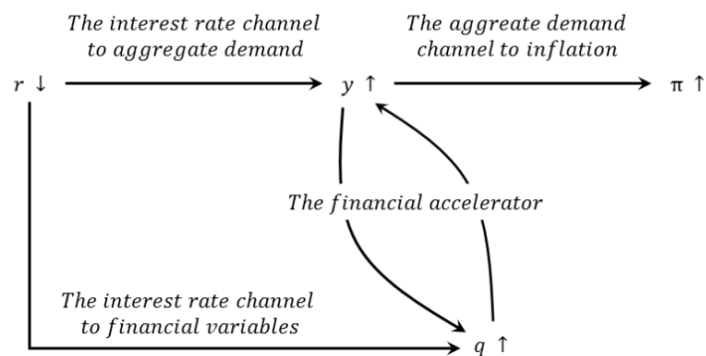 The interest rate channel
to aggregate demand
The aggreate demand
channel to inflation
r ↓
y ↑
π ↑
The financial accelerator
The interest rate channel
to financial variables
q ↑